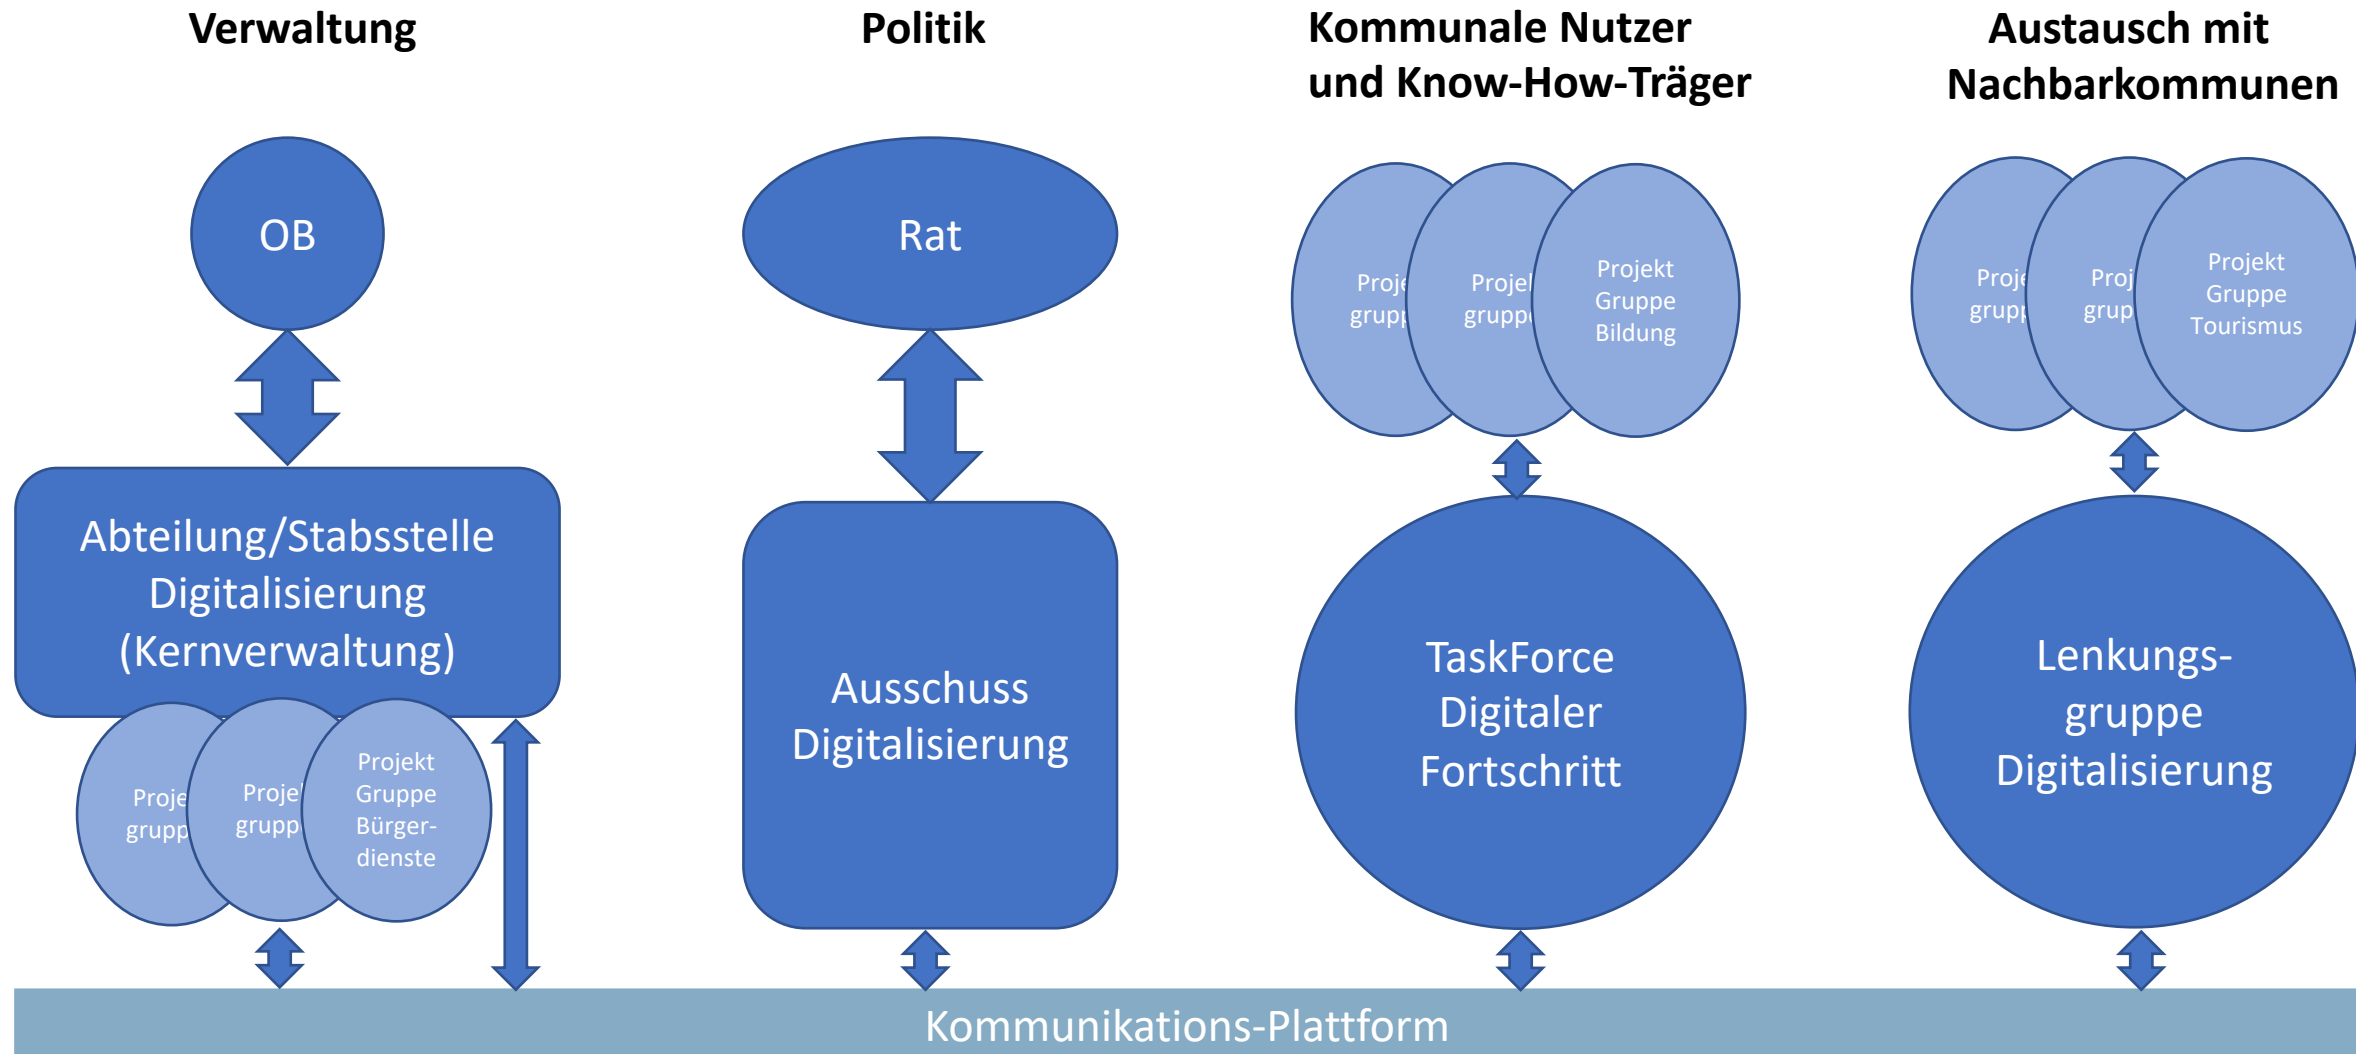 Verwaltung
Politik
Kommunale Nutzer
und Know-How-Träger
Austausch mit
Nachbarkommunen
OB
Abteilung/Stabsstelle
Digitalisierung
(Kernverwaltung)
Projekt
Gruppe
Bürger-
dienste
Rat
Ausschuss
Digitalisierung
gruppe
Projekt
Gruppe
Bildung
TaskForce
Digitaler
Fortschritt
Projekt
Gruppe
Tourismus
Lenkungs-
gruppe
Digitalisierung
Kommunikations-Plattform